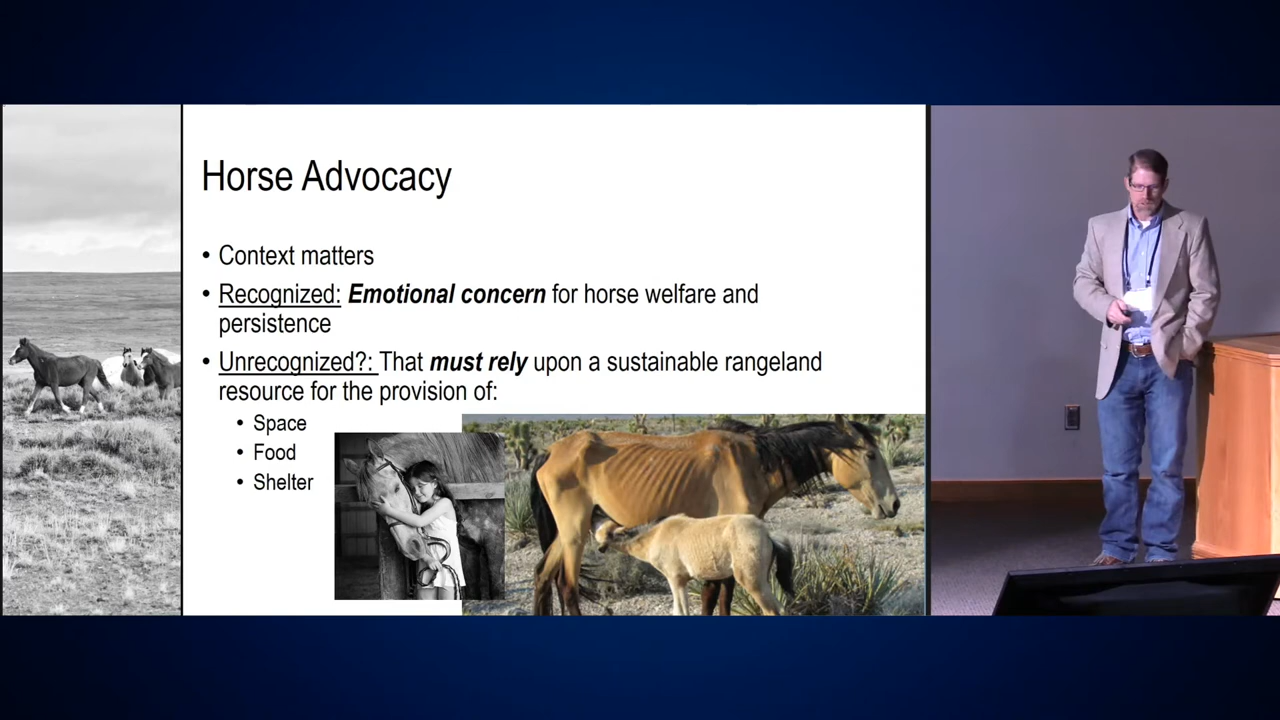 Horse Advocacy
• Context matters
• Recognized: Emotional concern for horse welfare and
persistence
• Unrecognized?: That must rely upon a sustainable rangeland
resource for the provision of:
• Space
• Food
• Shelter